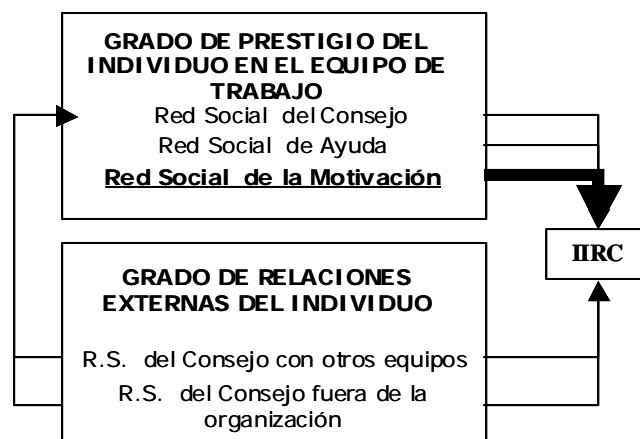 GRADO DE PRESTIGIO DEL
INDIVIDUO EN EL EQUIPO DE
TRABAJO
Red Social del Consejo
Red Social de Ayuda
Red Social de la Motivación
IIRC
GRADO DE RELACIONES
EXTERNAS DEL INDIVIDUO
R.S. del Consejo con otros equipos
R.S. del Consejo fuera de la
organización